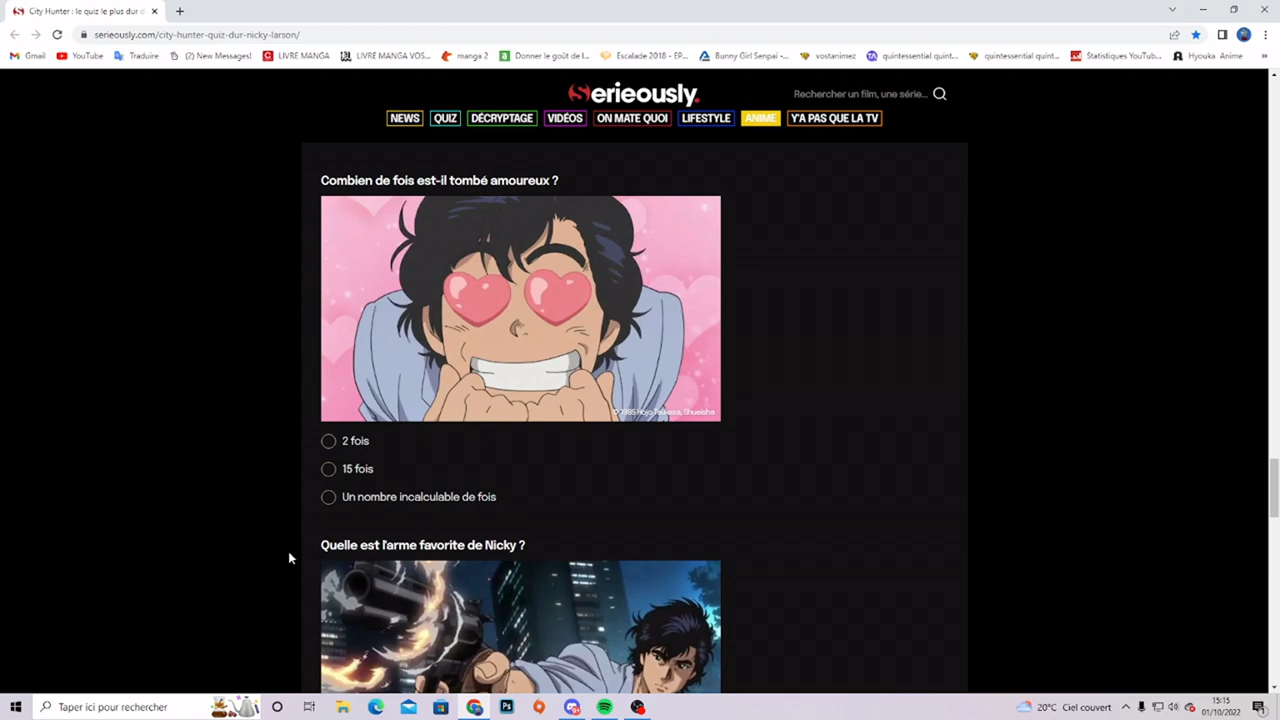 City Hunter : le quiz le plus dur d
serieously.com/city-hunter-quiz-dur-nicky-larson/
Gmail
YouTube
Traduire
(2) New Messages!
LIVRE MANGA
LIVRE MANGA VOS...
manga 2
Donner le goût de l...
Escalade 2018 - EP...
Bunny Girl Senpai -...
vostanimez
quintessential quint...
quintessential quint...
Statistiques YouTub...
Hyouka Anime
»
Serieously.
Rechercher un film, une série...
NEWS
QUIZ
DÉCRYPTAGE
VIDÉOS
ON MATE QUOI
LIFESTYLE
ANIME
Y'A PAS QUE LA TV
Combien de fois est-il tombé amoureux ?
©1985 Hojo Tsukasa, Shueisha
2 fois
15 fois
Un nombre incalculable de fois
Quelle est l'arme favorite de Nicky ?
Taper ici pour rechercher
20°C Ciel couvert
15:15
01/10/2022